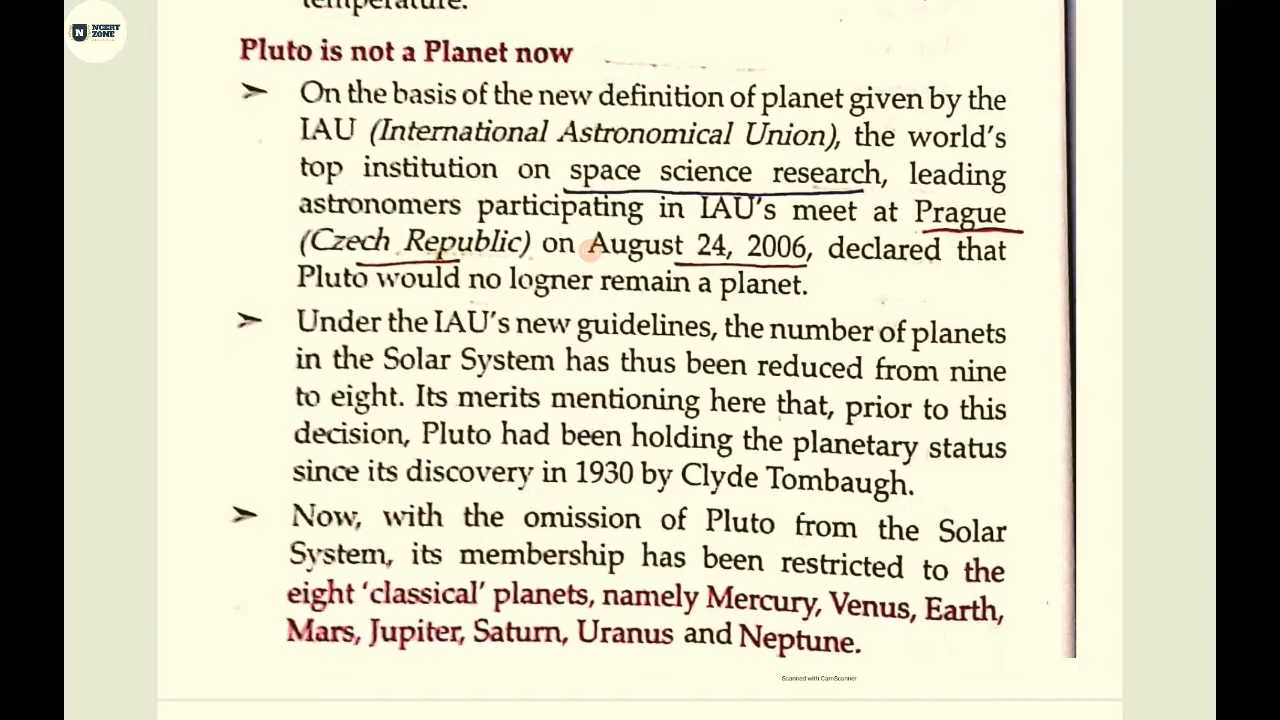 NCERT
ZONE
temperature.
Pluto is not a Planet now
➢ On the basis of the new definition of planet given by the
IAU (International Astronomical Union), the world's
top institution on space science research, leading
astronomers participating in IAU's meet at Prague
(Czech Republic) on August 24, 2006, declared that
Pluto would no logner remain a planet.
➢ Under the IAU's new guidelines, the number of planets
in the Solar System has thus been reduced from nine
to eight. Its merits mentioning here that, prior to this
decision, Pluto had been holding the planetary status
since its discovery in 1930 by Clyde Tombaugh.
➢ Now, with the omission of Pluto from the Solar
System, its membership has been restricted to the
eight 'classical' planets, namely Mercury, Venus, Earth,
Mars, Jupiter, Saturn, Uranus and Neptune.
Scanned with CamScanner